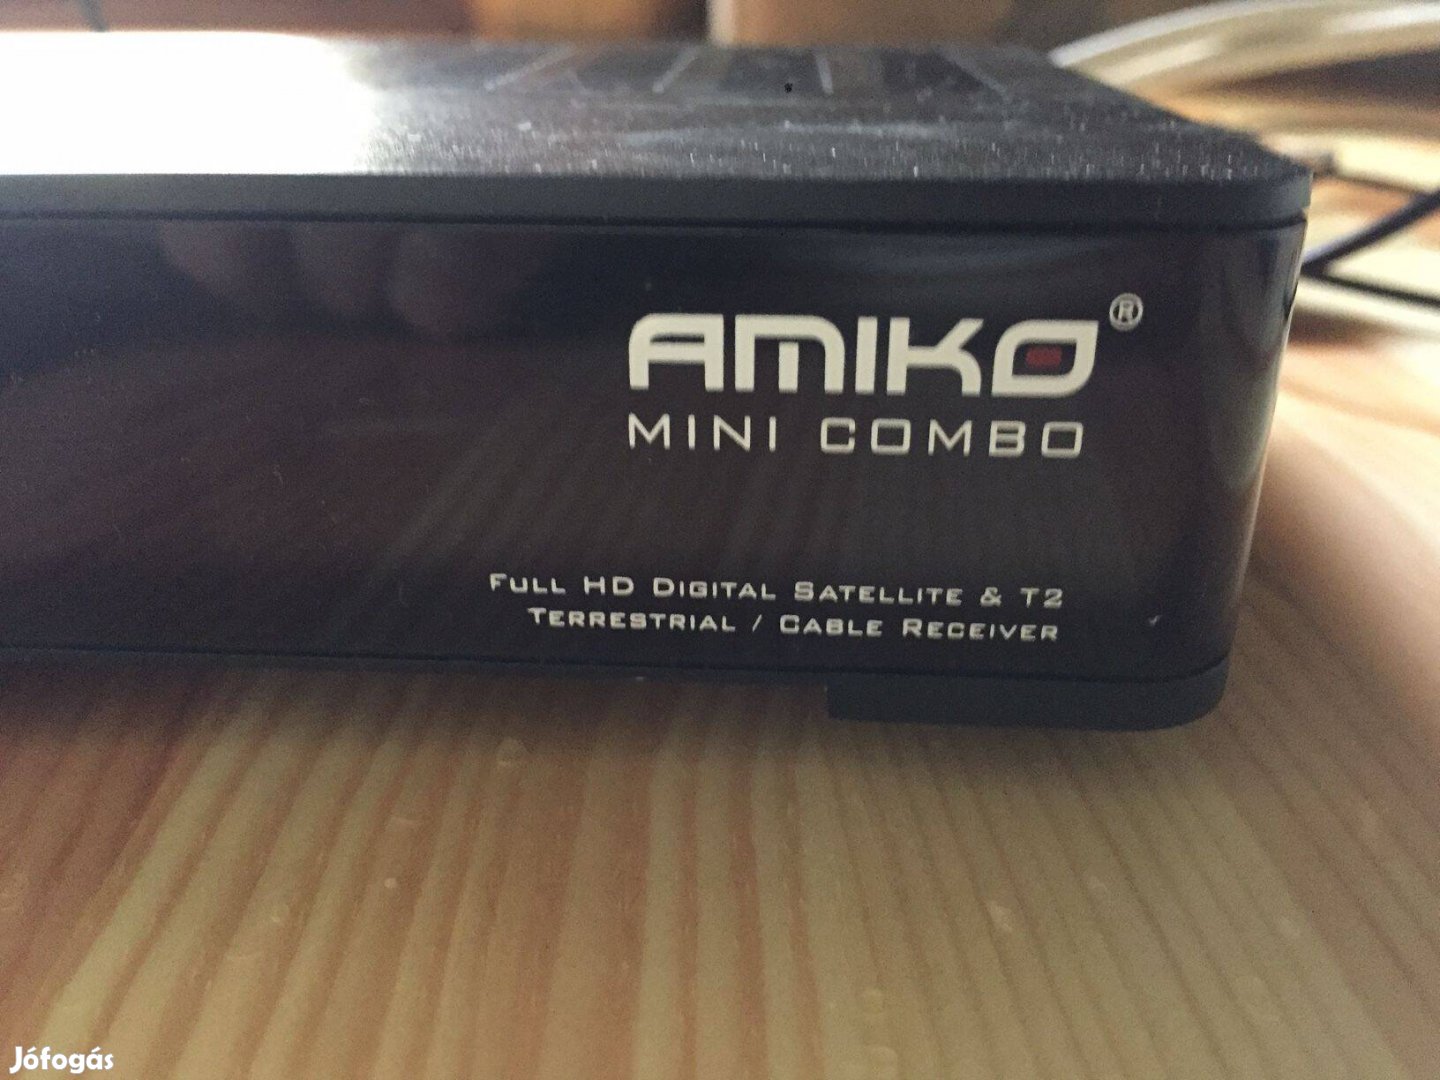 AMIKO®
MINI COMBO
FULL HD DIGITAL SATELLITE & T2
TERRESTRIAL / CABLE RECEIVER
Jófogás